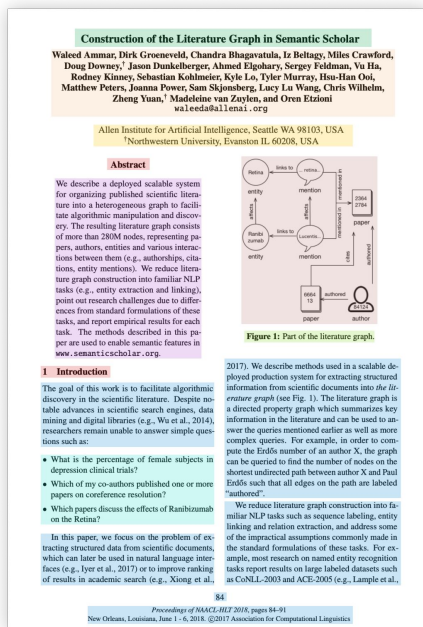 Construction of the Literature Graph in Semantic Scholar
Waleed Ammar, Dirk Groeneveld, Chandra Bhagavatula, Iz Beltagy, Miles Crawford,
Doug Downey,† Jason Dunkelberger, Ahmed Elgohary, Sergey Feldman, Vu Ha,
Rodney Kinney, Sebastian Kohlmeier, Kyle Lo, Tyler Murray, Hsu-Han Ooi,
Matthew Peters, Joanna Power, Sam Skjonsberg, Lucy Lu Wang, Chris Wilhelm,
Zheng Yuan,† Madeleine van Zuylen, and Oren Etzioni
waleeda@allenai.org
Allen Institute for Artificial Intelligence, Seattle WA 98103, USA
†Northwestern University, Evanston IL 60208, USA
Abstract
We describe a deployed scalable system
for organizing published scientific litera-
ture into a heterogeneous graph to facili-
tate algorithmic manipulation and discov-
ery. The resulting literature graph consists
of more than 280M nodes, representing pa-
pers, authors, entities and various interac-
tions between them (e.g., authorships, cita-
tions, entity mentions). We reduce litera-
ture graph construction into familiar NLP
tasks (e.g., entity extraction and linking),
point out research challenges due to differ-
ences from standard formulations of these
tasks, and report empirical results for each
task. The methods described in this pa-
per are used to enable semantic features in
www.semanticscholar.org.
1 Introduction
The goal of this work is to facilitate algorithmic
discovery in the scientific literature. Despite no-
table advances in scientific search engines, data
mining and digital libraries (e.g., Wu et al., 2014),
researchers remain unable to answer simple ques-
tions such as:
• What is the percentage of female subjects in
depression clinical trials?
• Which of my co-authors published one or more
papers on coreference resolution?
• Which papers discuss the effects of Ranibizumab
on the Retina?
In this paper, we focus on the problem of ex-
tracting structured data from scientific documents,
which can later be used in natural language inter-
faces (e.g., Iyer et al., 2017) or to improve ranking
of results in academic search (e.g., Xiong et al.,
Retina
links to
...retina...
mentioned in
entity
mention
2364
2784
paper
affects
affects
mentioned in
Ranibi
zumab
links to
Lucentis...
entity
mention
cites
authored
6664
13
authored
84124
paper
author
Figure 1: Part of the literature graph.
2017). We describe methods used in a scalable de-
ployed production system for extracting structured
information from scientific documents into the lit-
erature graph (see Fig. 1). The literature graph is
a directed property graph which summarizes key
information in the literature and can be used to an-
swer the queries mentioned earlier as well as more
complex queries. For example, in order to com-
pute the Erdős number of an author X, the graph
can be queried to find the number of nodes on the
shortest undirected path between author X and Paul
Erdős such that all edges on the path are labeled
"authored".
We reduce literature graph construction into fa-
miliar NLP tasks such as sequence labeling, entity
linking and relation extraction, and address some
of the impractical assumptions commonly made in
the standard formulations of these tasks. For ex-
ample, most research on named entity recognition
tasks report results on large labeled datasets such
as CoNLL-2003 and ACE-2005 (e.g., Lample et al.,
84
Proceedings of NAACL-HLT 2018, pages 84–91
New Orleans, Louisiana, June 1 - 6, 2018. ©2017 Association for Computational Linguistics